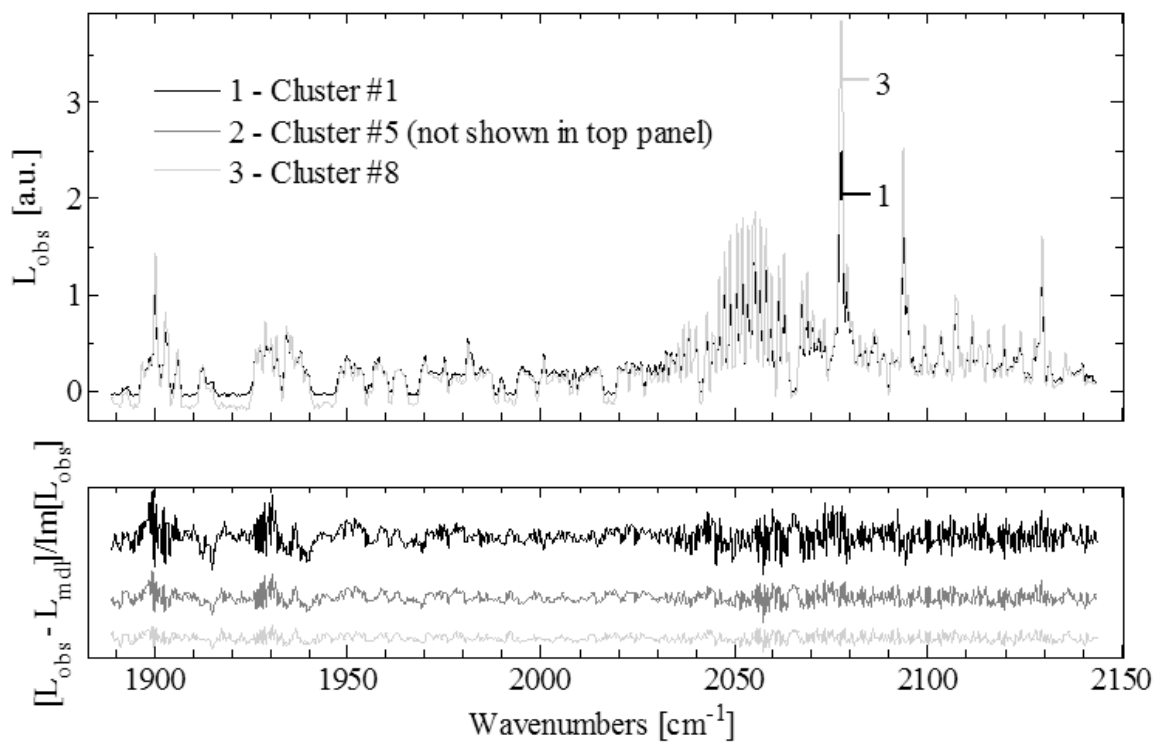 1 - Cluster #1
2 - Cluster #5 (not shown in top panel)
3 - Cluster #8
3
1
L_obs [a.u.]
3
2
1
0
[L_obs - L_mdl]/Im[L_obs]
1900 1950 2000 2050 2100 2150
Wavenumbers [cm⁻¹]